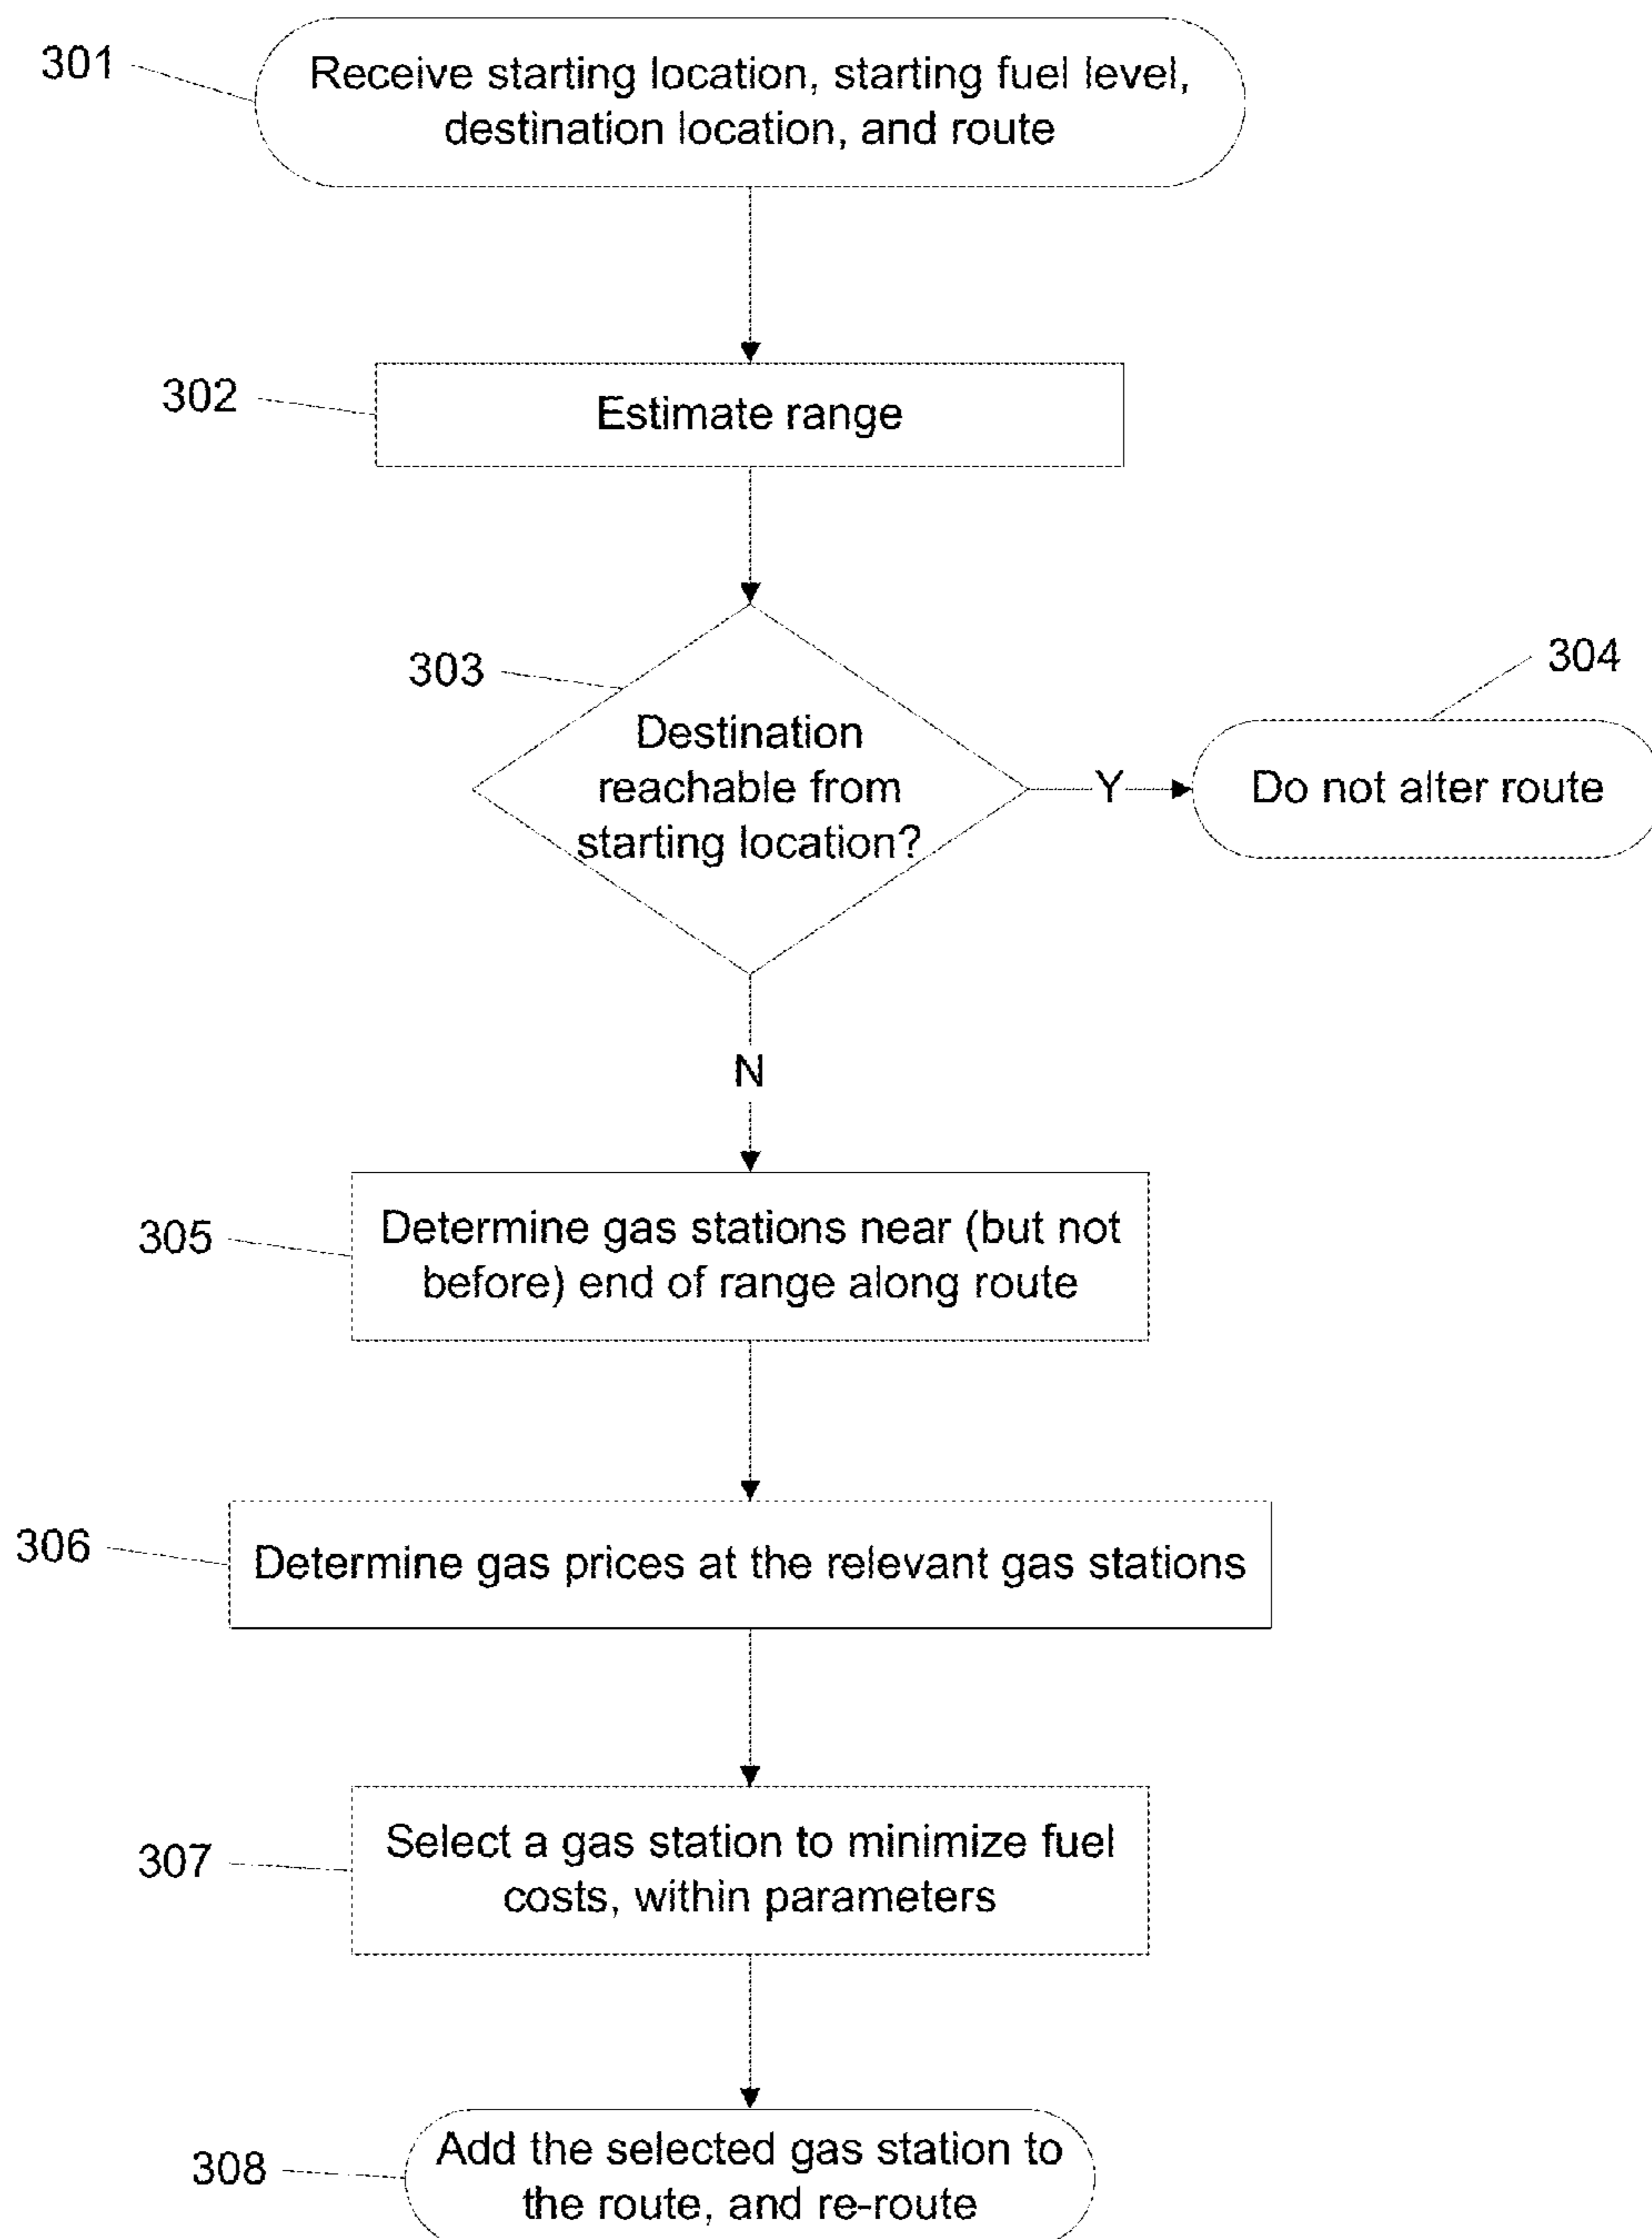 301
Receive starting location, starting fuel level,
destination location, and route
302
Estimate range
303
Destination
reachable from
starting location?
Y
304
Do not alter route
N
305
Determine gas stations near (but not
before) end of range along route
306
Determine gas prices at the relevant gas stations
307
Select a gas station to minimize fuel
costs, within parameters
308
Add the selected gas station to
the route, and re-route